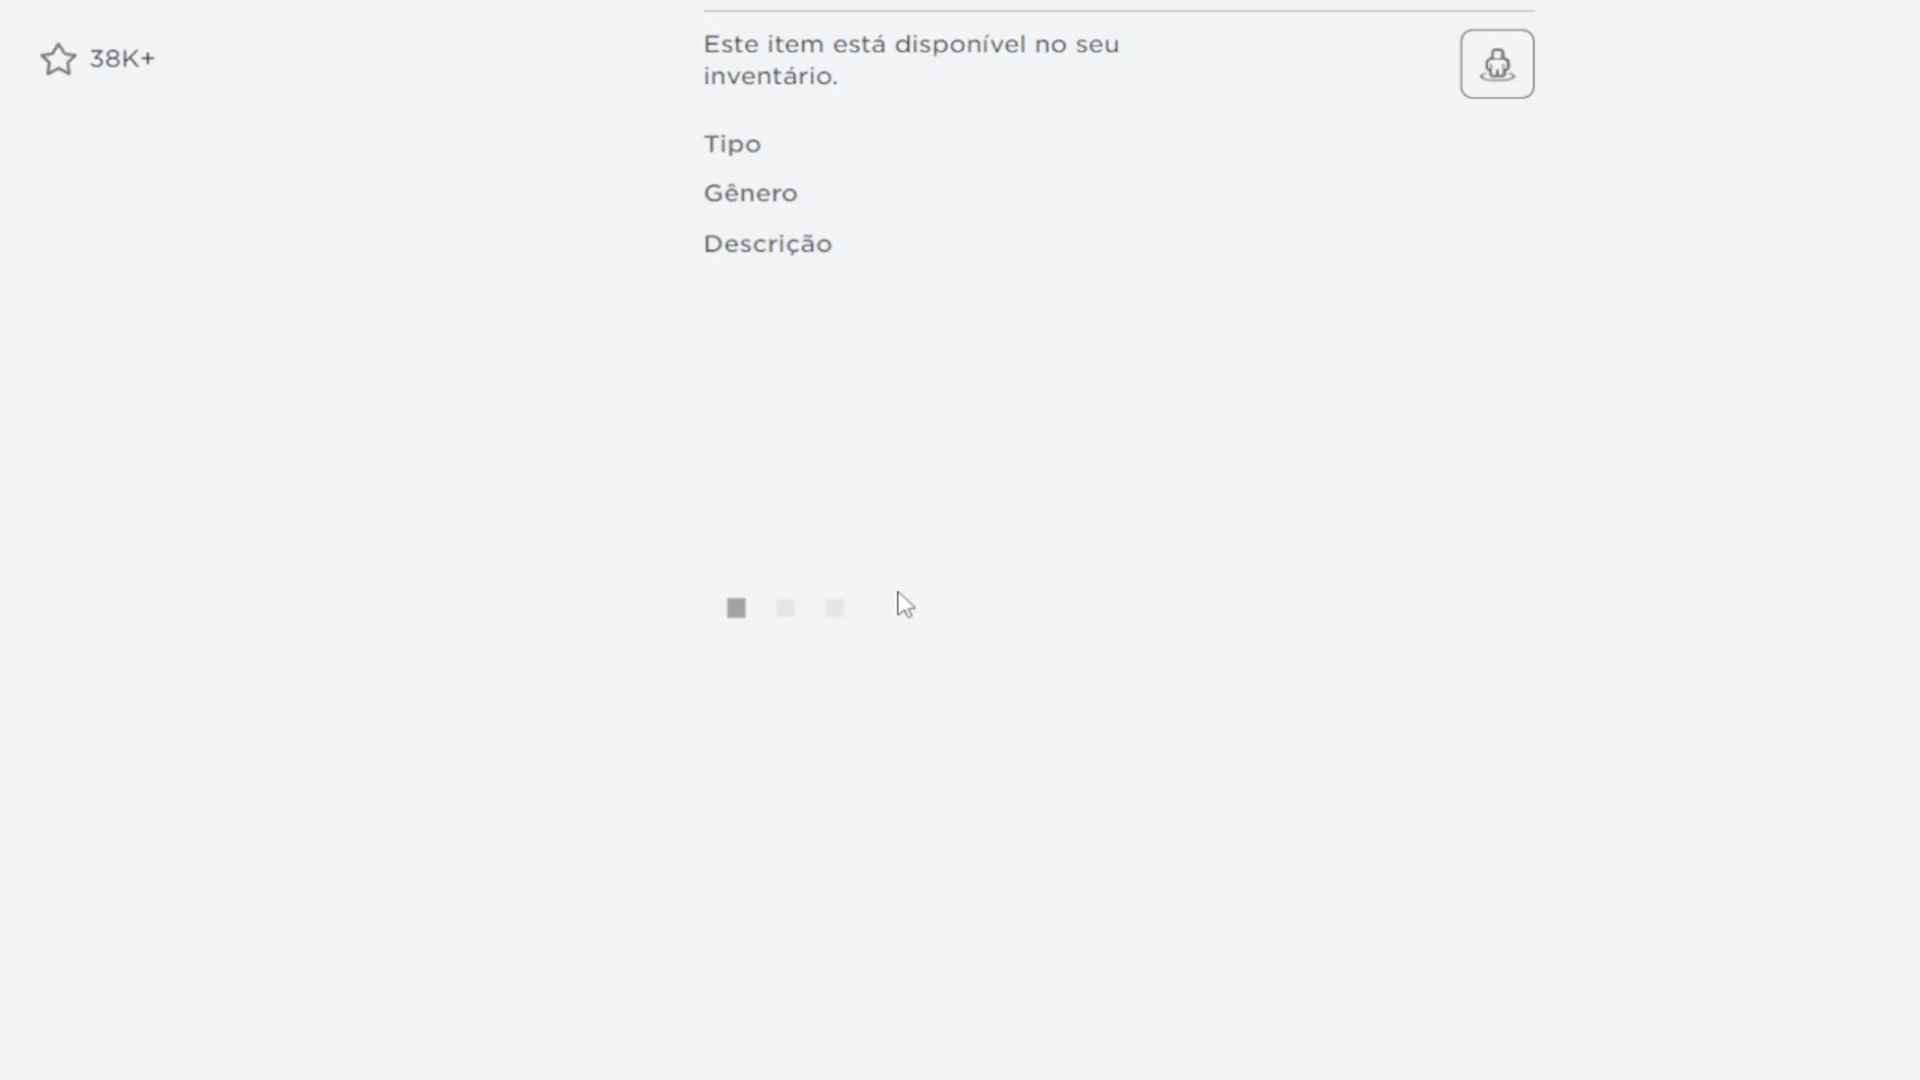 38K+
Este item está disponível no seu
inventário.
Tipo
Gênero
Descrição